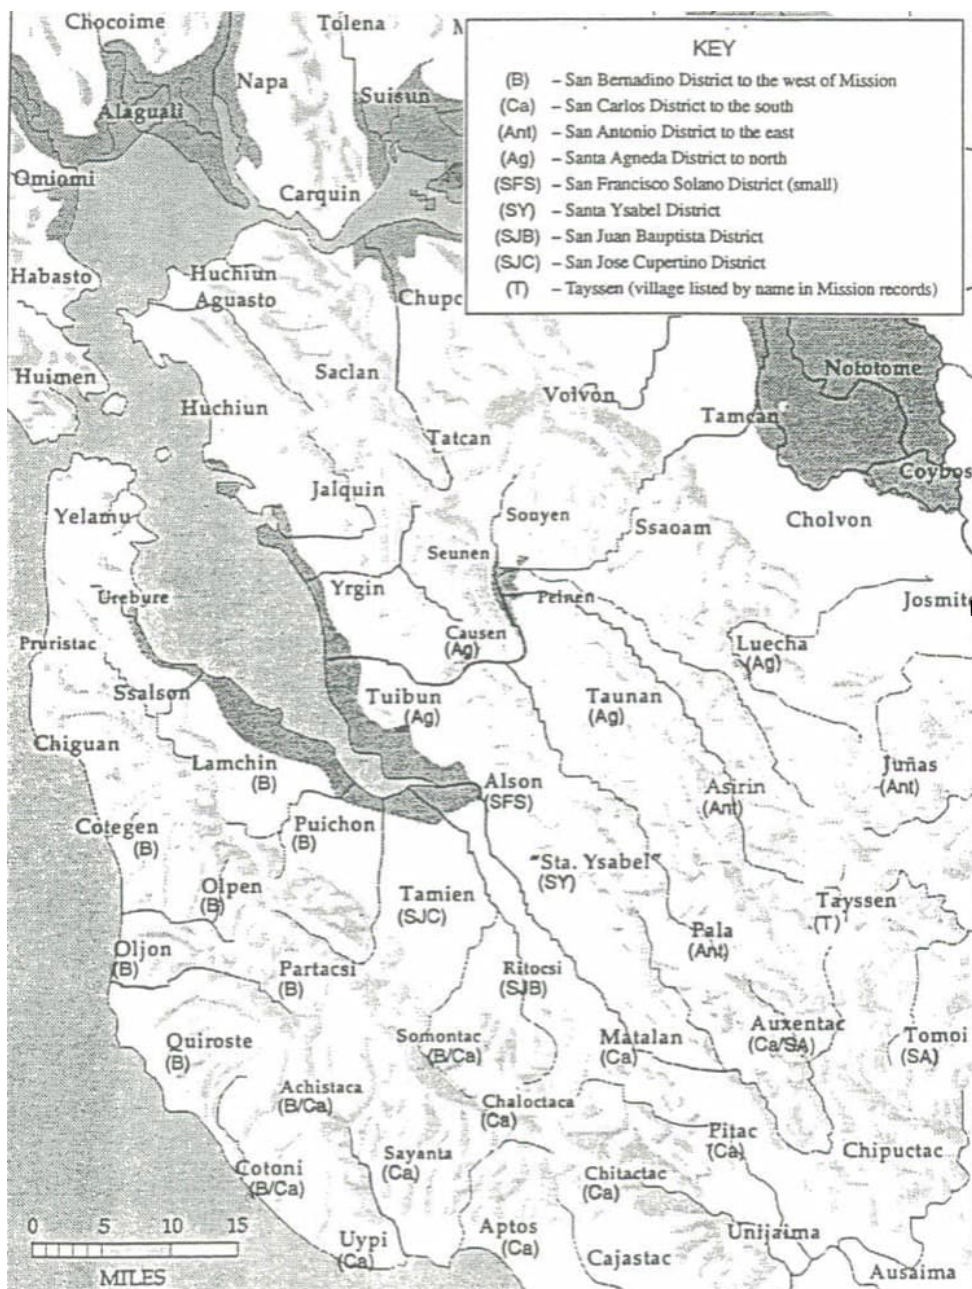 Chocoime
Tolena
M
Napa
Suisun
Alaguali
Omiomi
Carquin
KEY
(B) – San Bernadino District to the west of Mission
(Ca) – San Carlos District to the south
(Ant) – San Antonio District to the east
(Ag) – Santa Agneda District to north
(SFS) – San Francisco Solano District (small)
(SY) – Santa Ysabel District
(SJB) – San Juan Bauptista District
(SJC) – San Jose Cupertino District
(T) – Tayssen (village listed by name in Mission records)
Habasto
Huchiun
Aguasto
Chupc
Huimen
Saclan
Huchiun
Volvon
Nototome
Tamcan
Tatcan
Coybos
Jalquin
Yelamu
Souyen
Ssaoam
Cholvon
Seunen
Yrgin
Peinen
Urebure
Josmite
Pruristac
Causen
(Ag)
Luecha
(Ag)
Ssalson
Tuibun
(Ag)
Taunan
(Ag)
Chiguan
Lamchin
(B)
Alson
(SFS)
Asirin
(Ant)
Juñas
(Ant)
Cotegen
(B)
Puichon
(B)
"Sta. Ysabel"
(SY)
Olpen
(B)
Tamien
(SJC)
Tayssen
(T)
Pala
(Ant)
Oljon
(B)
Partacsi
(B)
Ritocsi
(SJB)
Quiroste
(B)
Somontac
(B/Ca)
Matalan
(Ca)
Auxentac
(Ca/SA)
Tomoi
(SA)
Achistaca
(B/Ca)
Chaloctaca
(Ca)
Pitac
(Ca)
Chipuctac
Cotoni
(B/Ca)
Sayanta
(Ca)
Chitactac
(Ca)
0 5 10 15
MILES
Uypi
(Ca)
Aptos
(Ca)
Cajastac
Unijaima
Ausaima